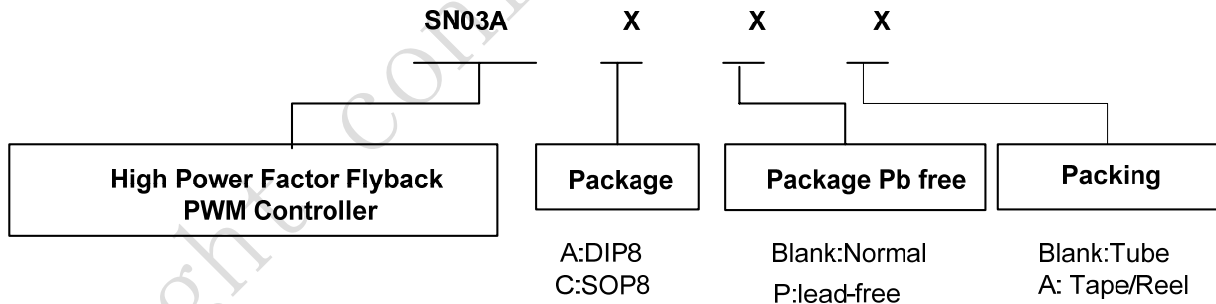 SN03A X X X
High Power Factor Flyback
PWM Controller
Package
Package Pb free
Packing
A:DIP8
C:SOP8
Blank:Normal
P:lead-free
Blank:Tube
A: Tape/Reel